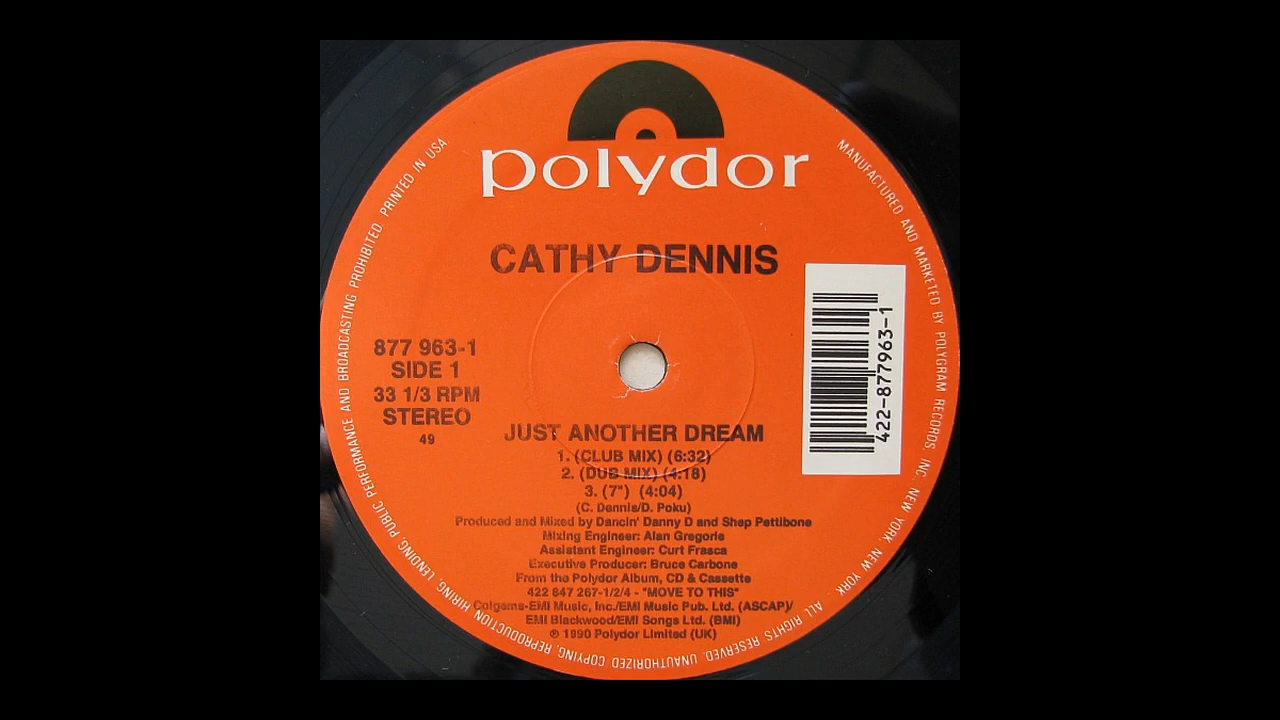 polydor
CATHY DENNIS
877 963-1
SIDE 1
33 1/3 RPM
STEREO
49
422-877963-1
JUST ANOTHER DREAM
1. (CLUB MIX) (6:32)
2. (DUB MIX) (4:18)
3. (7") (4:04)
(C. Dennis/D. Poku)
Produced and Mixed by Dancin' Danny D and Shep Pettibone
Mixing Engineer: Alan Gregorie
Assistant Engineer: Curt Frasca
Executive Producer: Bruce Carbone
From the Polydor Album, CD & Cassette
422 847 267-1/2/4 - "MOVE TO THIS"
Colgems-EMI Music, Inc./EMI Music Pub. Ltd. (ASCAP)/
EMI Blackwood/EMI Songs Ltd. (BMI)
℗ 1990 Polydor Limited (UK)
MANUFACTURED AND MARKETED BY POLYGRAM RECORDS, INC. NEW YORK, NEW YORK. ALL RIGHTS RESERVED. UNAUTHORIZED COPYING, REPRODUCTION HIRING, LENDING, PUBLIC PERFORMANCE AND BROADCASTING PROHIBITED. PRINTED IN USA.